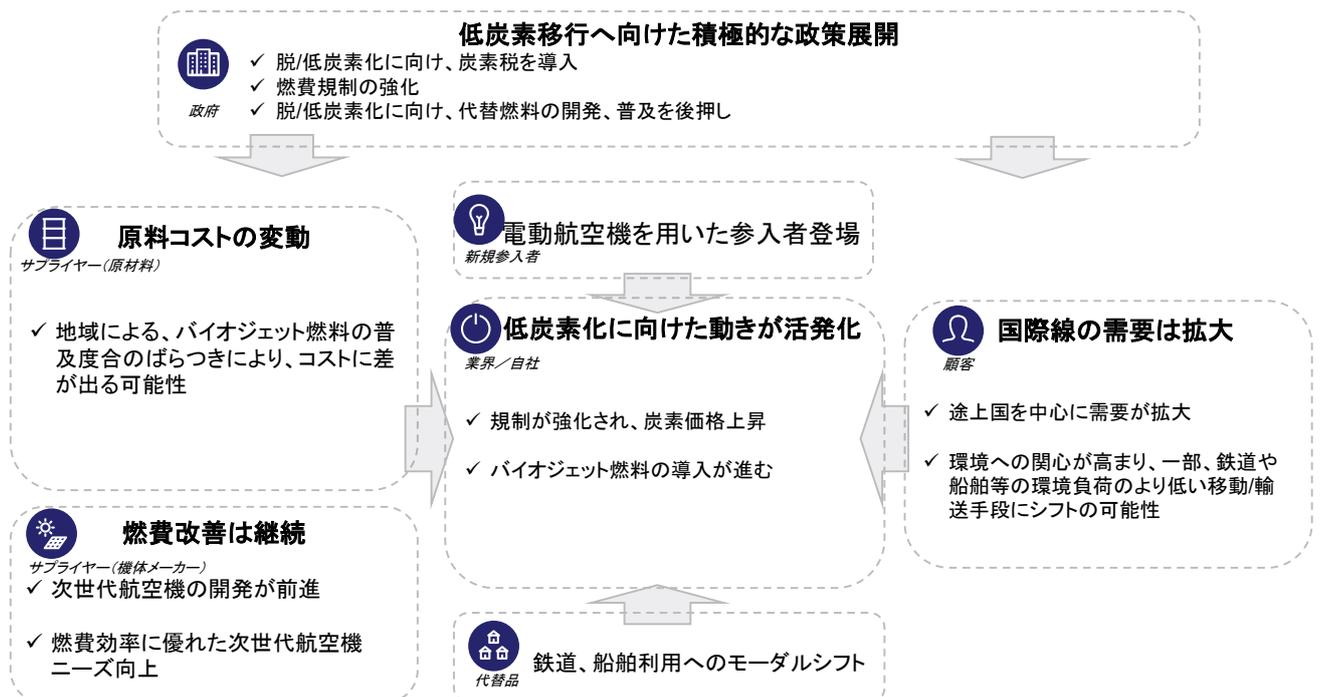 低炭素移行へ向けた積極的な政策展開
✓ 脱/低炭素化に向け、炭素税を導入
✓ 燃費規制の強化
✓ 脱/低炭素化に向け、代替燃料の開発、普及を後押し
政府
原料コストの変動
サプライヤー（原材料）
✓ 地域による、バイオジェット燃料の普
及度合のばらつきにより、コストに差
が出る可能性
燃費改善は継続
サプライヤー（機体メーカー）
✓ 次世代航空機の開発が前進
✓ 燃費効率に優れた次世代航空機
ニーズ向上
電動航空機を用いた参入者登場
新規参入者
低炭素化に向けた動きが活発化
業界／自社
✓ 規制が強化され、炭素価格上昇
✓ バイオジェット燃料の導入が進む
鉄道、船舶利用へのモーダルシフト
代替品
国際線の需要は拡大
顧客
✓ 途上国を中心に需要が拡大
✓ 環境への関心が高まり、一部、鉄道や
船舶等の環境負荷のより低い移動/輸
送手段にシフトの可能性